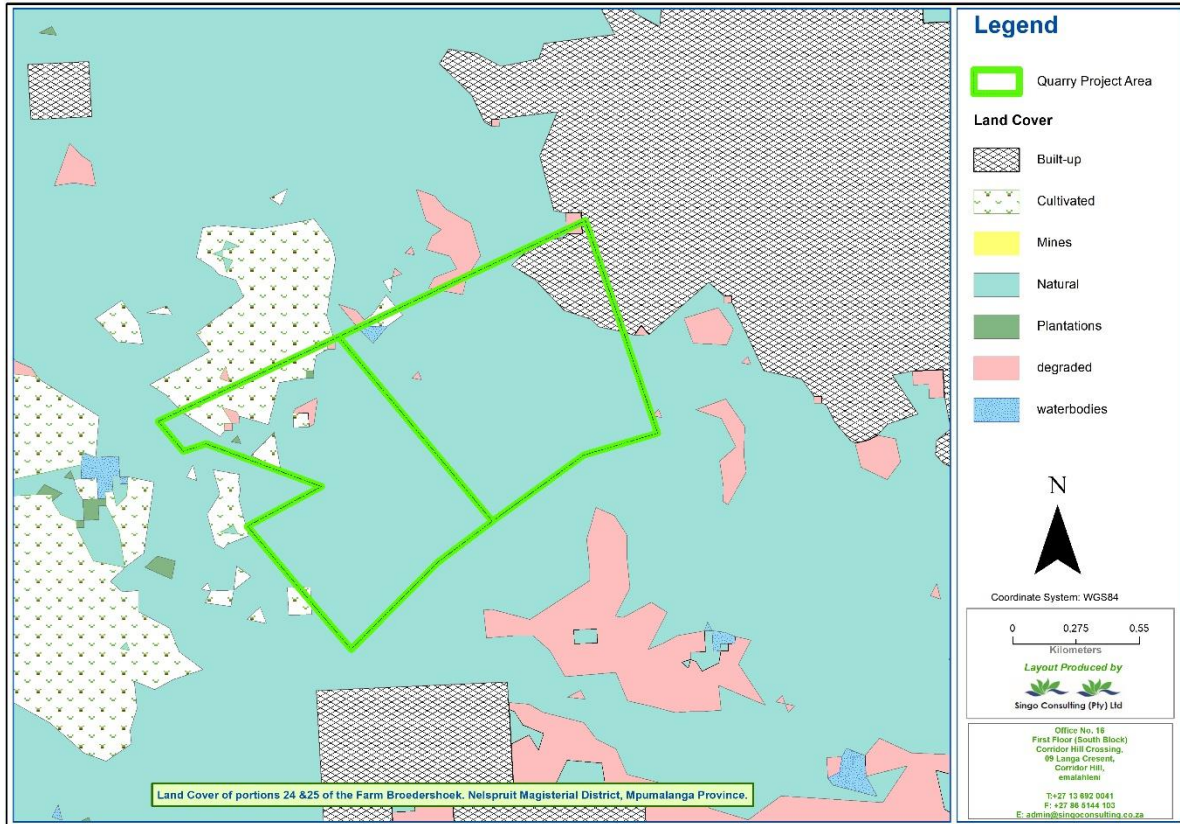 Legend
Quarry Project Area
Land Cover
Built-up
Cultivated
Mines
Natural
Plantations
degraded
waterbodies
N
Coordinate System: WGS84
0 0.275 0.55
Kilometers
Layout Produced by
Singo Consulting (Pty) Ltd
Office No. 16
First Floor (South Block)
Corridor Hill Crossing,
09 Langa Cresent,
Corridor Hill,
emalahleni
T:+27 13 692 0041
F: +27 86 5144 103
E: admin@singoconsulting.co.za
Land Cover of portions 24 &25 of the Farm Broedershoek. Nelspruit Magisterial District, Mpumalanga Province.